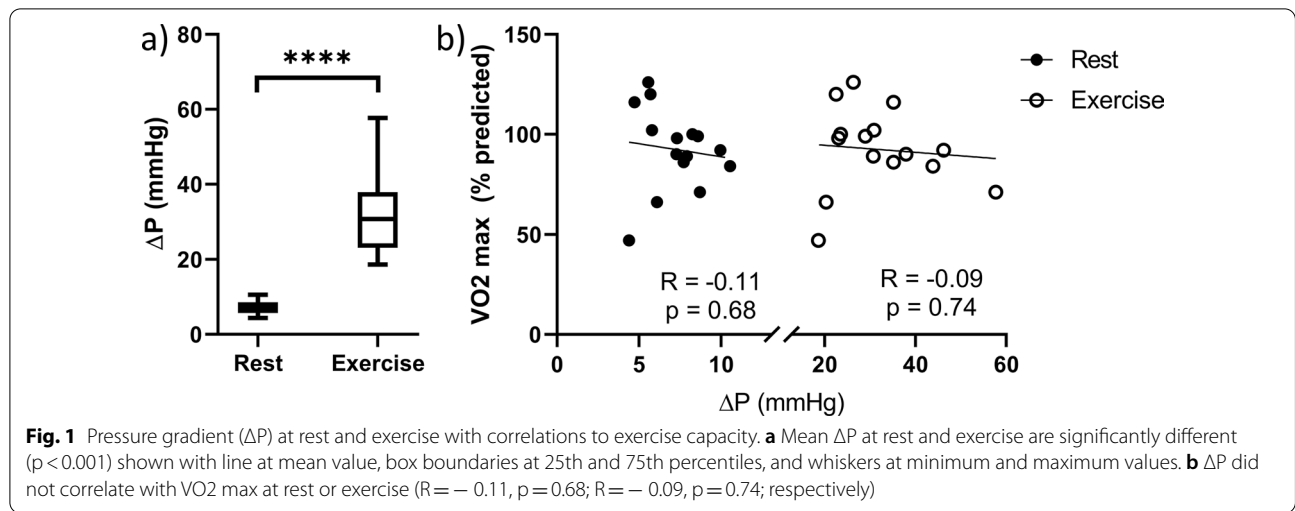 a)
80
60
40
20
0
ΔP (mmHg)
****
Rest Exercise
b)
150
100
50
0
VO2 max (% predicted)
R = -0.11
p = 0.68
R = -0.09
p = 0.74
0 5 10 20 40 60
ΔP (mmHg)
Rest
Exercise
Fig. 1 Pressure gradient (ΔP) at rest and exercise with correlations to exercise capacity. a Mean ΔP at rest and exercise are significantly different
(p < 0.001) shown with line at mean value, box boundaries at 25th and 75th percentiles, and whiskers at minimum and maximum values. b ΔP did
not correlate with VO2 max at rest or exercise (R = − 0.11, p = 0.68; R = − 0.09, p = 0.74; respectively)